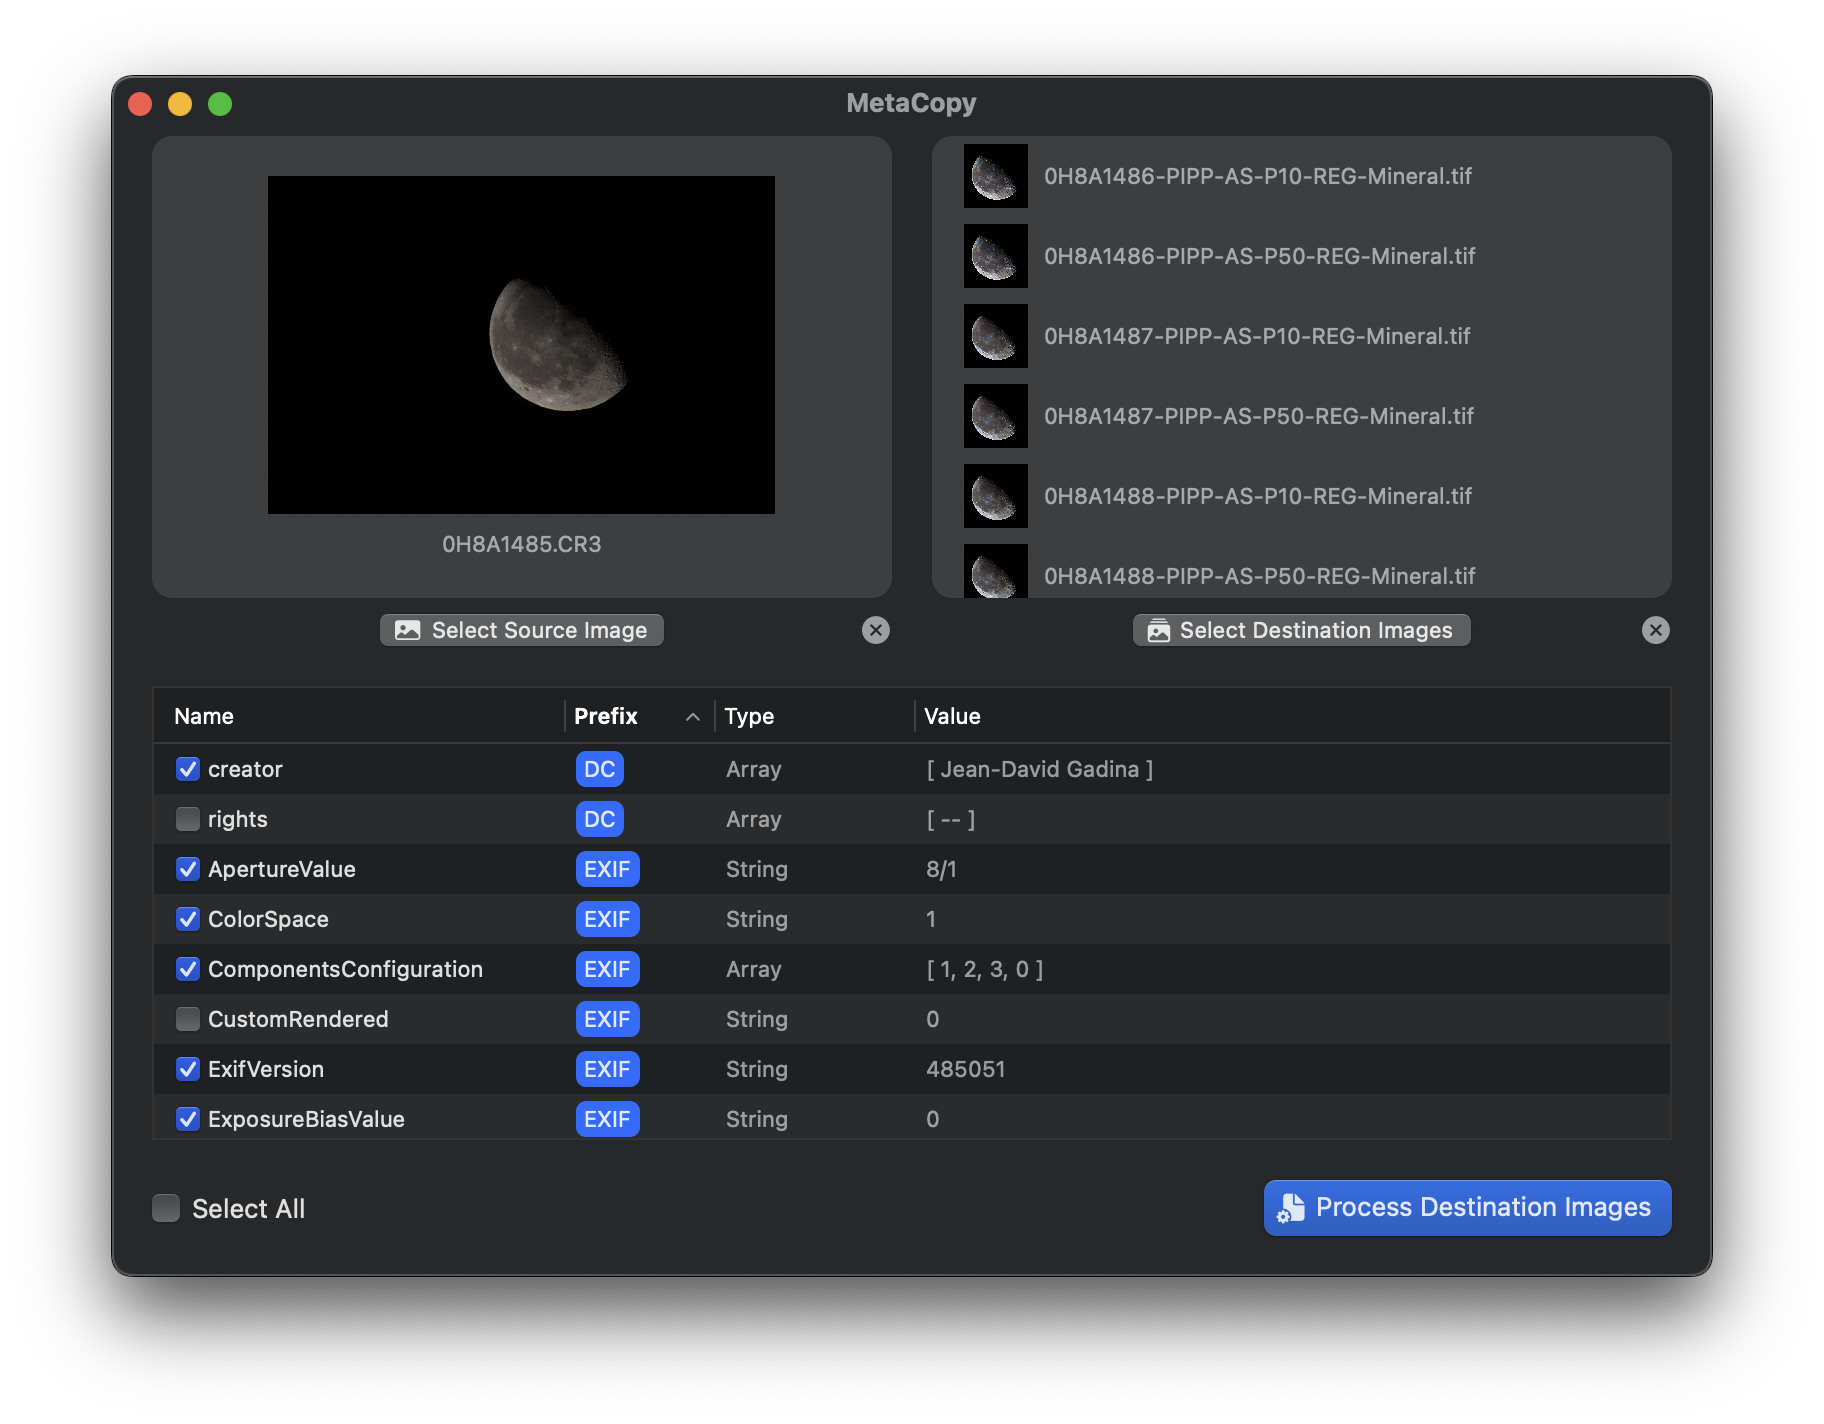 MetaCopy
0H8A1485.CR3
Select Source Image
0H8A1486-PIPP-AS-P10-REG-Mineral.tif
0H8A1486-PIPP-AS-P50-REG-Mineral.tif
0H8A1487-PIPP-AS-P10-REG-Mineral.tif
0H8A1487-PIPP-AS-P50-REG-Mineral.tif
0H8A1488-PIPP-AS-P10-REG-Mineral.tif
0H8A1488-PIPP-AS-P50-REG-Mineral.tif
Select Destination Images
Name Prefix Type Value
creator DC Array [ Jean-David Gadina ]
rights DC Array [ -- ]
ApertureValue EXIF String 8/1
ColorSpace EXIF String 1
ComponentsConfiguration EXIF Array [ 1, 2, 3, 0 ]
CustomRendered EXIF String 0
ExifVersion EXIF String 485051
ExposureBiasValue EXIF String 0
Select All
Process Destination Images